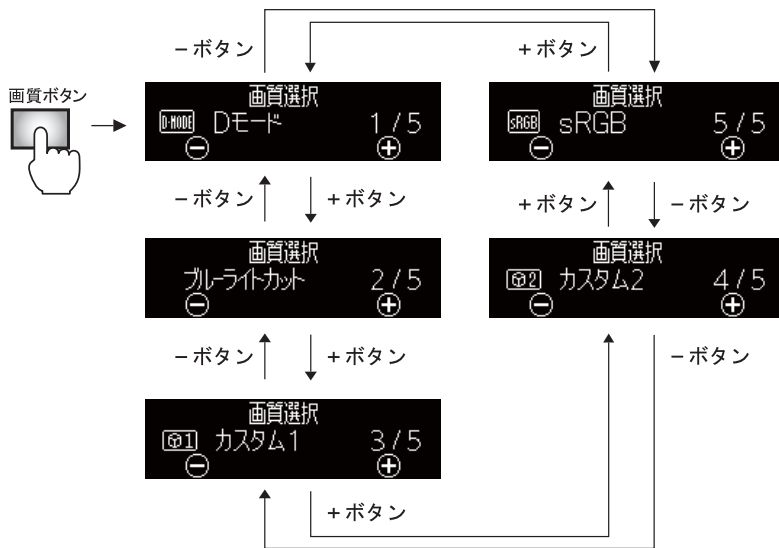 －ボタン
＋ボタン
画質ボタン
画質選択
D-MODE Dモード 1/5
画質選択
sRGB sRGB 5/5
－ボタン
＋ボタン
＋ボタン
－ボタン
画質選択
ブルーライトカット 2/5
画質選択
2 カスタム2 4/5
－ボタン
＋ボタン
－ボタン
画質選択
1 カスタム1 3/5
＋ボタン